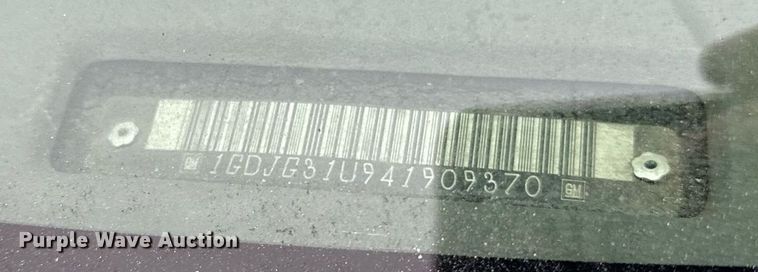 GM 1GDJG31U941909370 GM
Purple Wave Auction